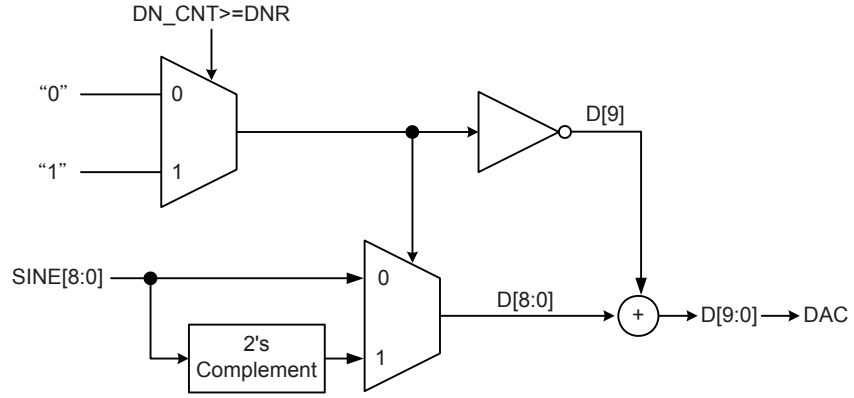 DN_CNT>=DNR
“0”
0
“1”
1
D[9]
SINE[8:0]
0
D[8:0]
+
D[9:0]
DAC
2's
Complement
1